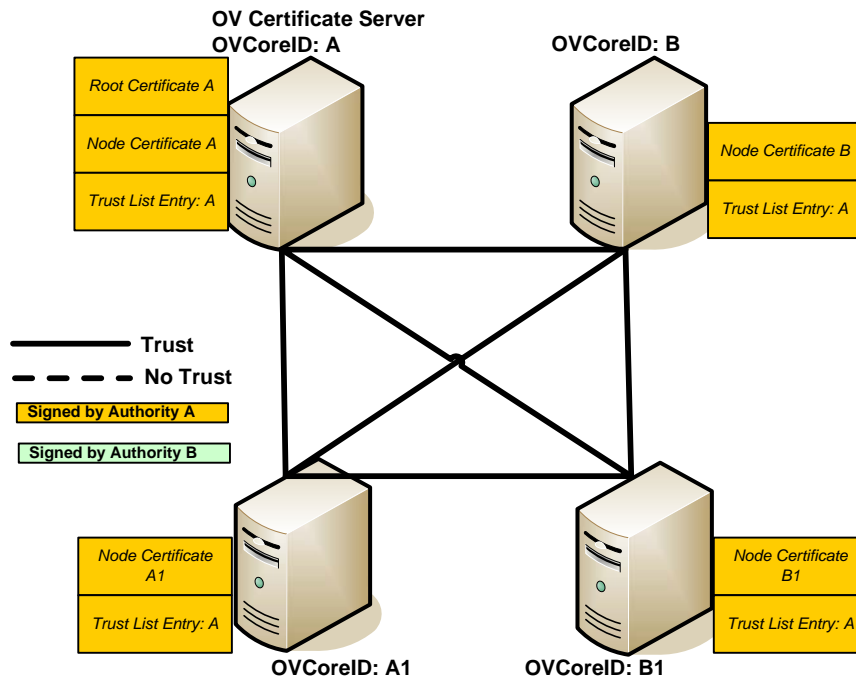 OV Certificate Server
OVCoreID: A
OVCoreID: B
Root Certificate A
Node Certificate A
Trust List Entry: A
Node Certificate B
Trust List Entry: A
Trust
No Trust
Signed by Authority A
Signed by Authority B
Node Certificate
A1
Trust List Entry: A
Node Certificate
B1
Trust List Entry: A
OVCoreID: A1
OVCoreID: B1